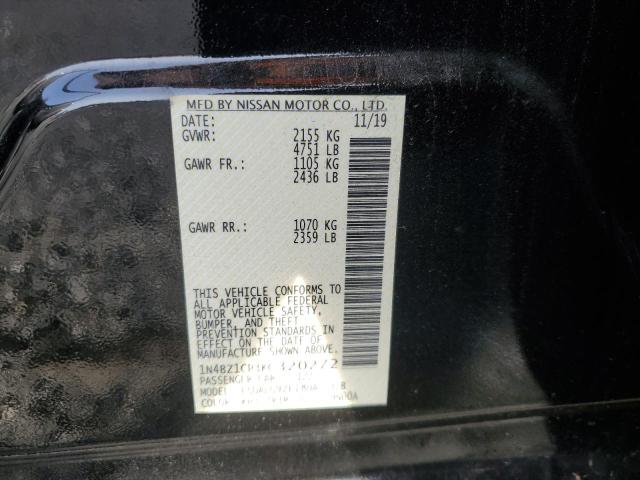 MFD BY NISSAN MOTOR CO., LTD.
DATE: 11/19
GVWR: 2155 KG
4751 LB
GAWR FR.: 1105 KG
2436 LB
GAWR RR.: 1070 KG
2359 LB
THIS VEHICLE CONFORMS TO
ALL APPLICABLE FEDERAL
MOTOR VEHICLE SAFETY,
BUMPER, AND THEFT
PREVENTION STANDARDS IN
EFFECT ON THE DATE OF
MANUFACTURE SHOWN ABOVE.
PASSENGER CAR
MODEL:
COLOR: